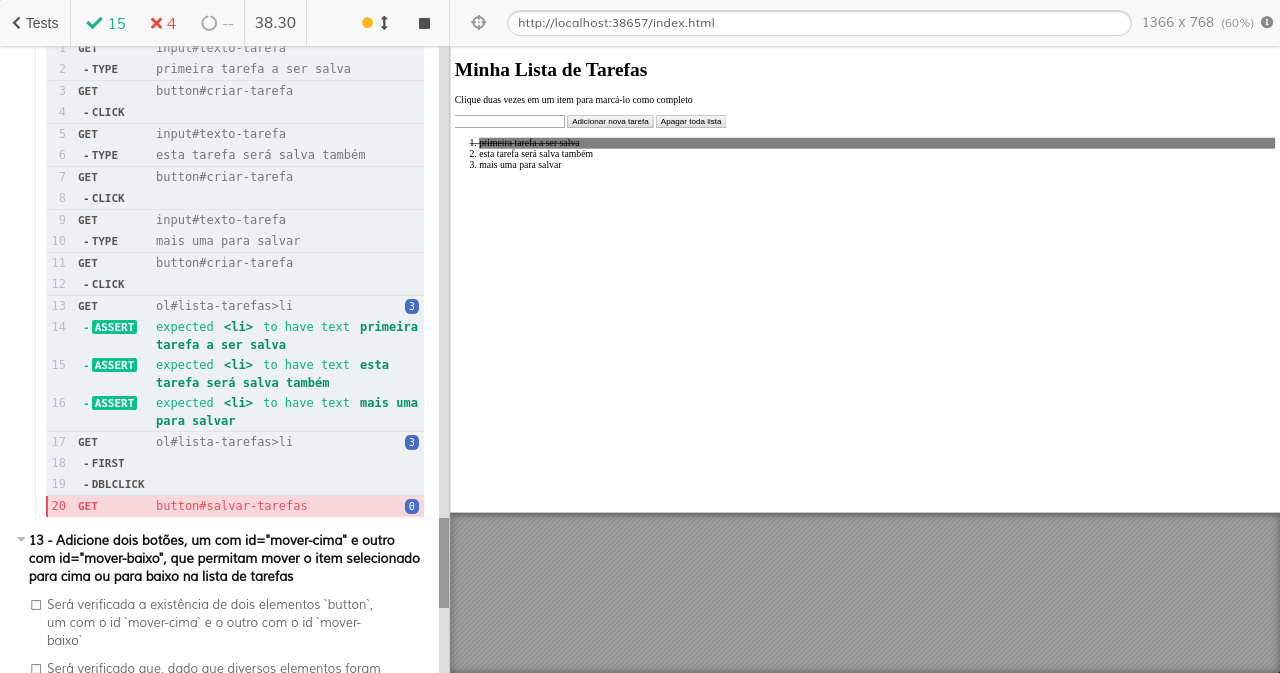 Tests
15
4
--
38.30
http://localhost:38657/index.html
1366 x 768 (60%)
1 GET input#texto-tarefa
2 - TYPE primeira tarefa a ser salva
3 GET button#criar-tarefa
4 - CLICK
5 GET input#texto-tarefa
6 - TYPE esta tarefa será salva também
7 GET button#criar-tarefa
8 - CLICK
9 GET input#texto-tarefa
10 - TYPE mais uma para salvar
11 GET button#criar-tarefa
12 - CLICK
13 GET ol#lista-tarefas>li 3
14 - ASSERT expected <li> to have text primeira
tarefa a ser salva
15 - ASSERT expected <li> to have text esta
tarefa será salva também
16 - ASSERT expected <li> to have text mais uma
para salvar
17 GET ol#lista-tarefas>li 3
18 - FIRST
19 - DBLCLICK
20 GET button#salvar-tarefas 0
13 - Adicione dois botões, um com id="mover-cima" e outro
com id="mover-baixo", que permitam mover o item selecionado
para cima ou para baixo na lista de tarefas
Será verificada a existência de dois elementos `button`,
um com o id `mover-cima` e o outro com o id `mover-
baixo`
Será verificado que, dado que diversos elementos foram
Minha Lista de Tarefas
Clique duas vezes em um item para marcá-lo como completo
Adicionar nova tarefa Apagar toda lista
1. primeira tarefa a ser salva
2. esta tarefa será salva também
3. mais uma para salvar